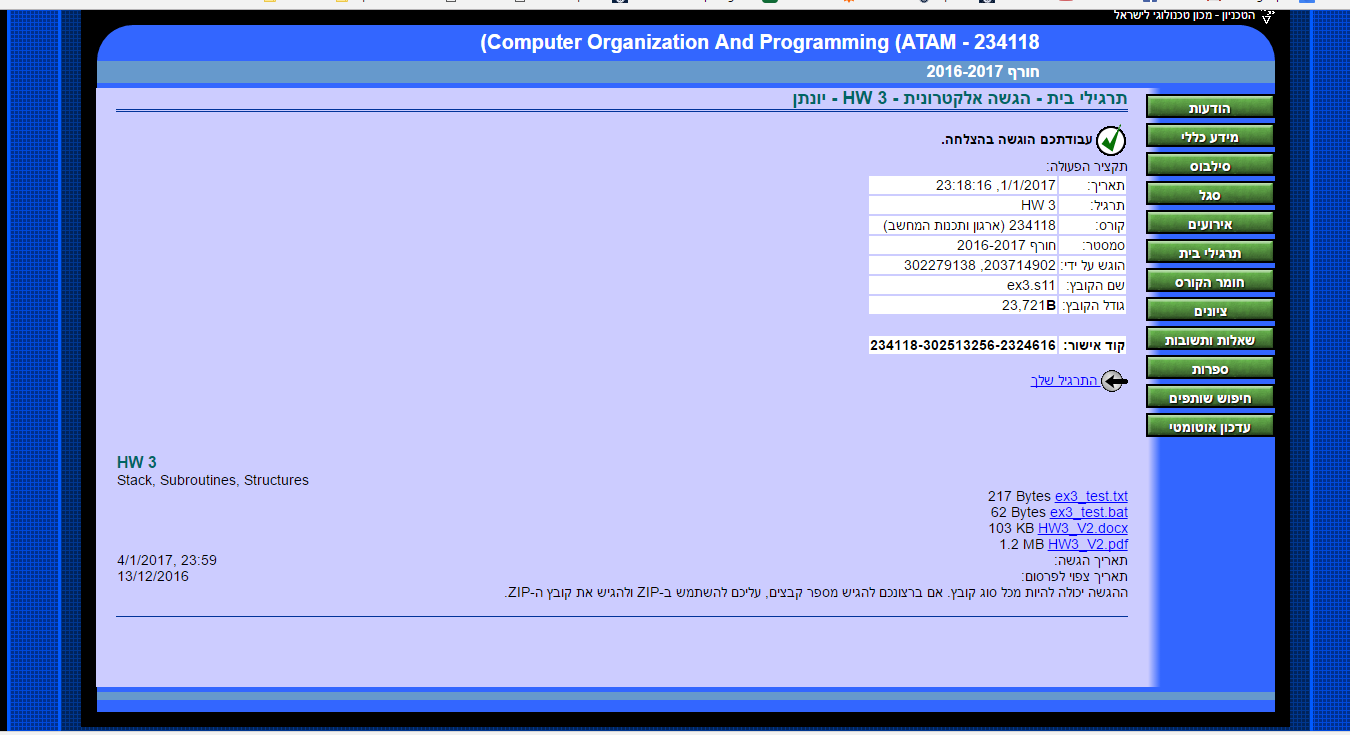 הטכניון - מכון טכנולוגי לישראל
(Computer Organization And Programming (ATAM - 234118
חורף 2016-2017
הודעות
מידע כללי
סילבוס
סגל
אירועים
תרגילי בית
חומר הקורס
ציונים
שאלות ותשובות
ספרות
חיפוש שותפים
עדכון אוטומטי
תרגילי בית - הגשה אלקטרונית - HW 3 - יונתן
עבודתכם הוגשה בהצלחה.
תקציר הפעולה:
תאריך: 1/1/2017, 23:18:16
תרגיל: HW 3
קורס: 234118 (ארגון ותכנות המחשב)
סמסטר: חורף 2016-2017
הוגש על ידי: 203714902, 302279138
שם הקובץ: ex3.s11
גודל הקובץ: 23,721B
קוד אישור: 234118-302513256-2324616
התרגיל שלך
HW 3
Stack, Subroutines, Structures
217 Bytes ex3_test.txt
62 Bytes ex3_test.bat
103 KB HW3_V2.docx
1.2 MB HW3_V2.pdf
תאריך הגשה: 4/1/2017, 23:59
תאריך צפוי לפרסום: 13/12/2016
ההגשה יכולה להיות מכל סוג קובץ. אם ברצונכם להגיש מספר קבצים, עליכם להשתמש ב-ZIP ולהגיש את קובץ ה-ZIP.